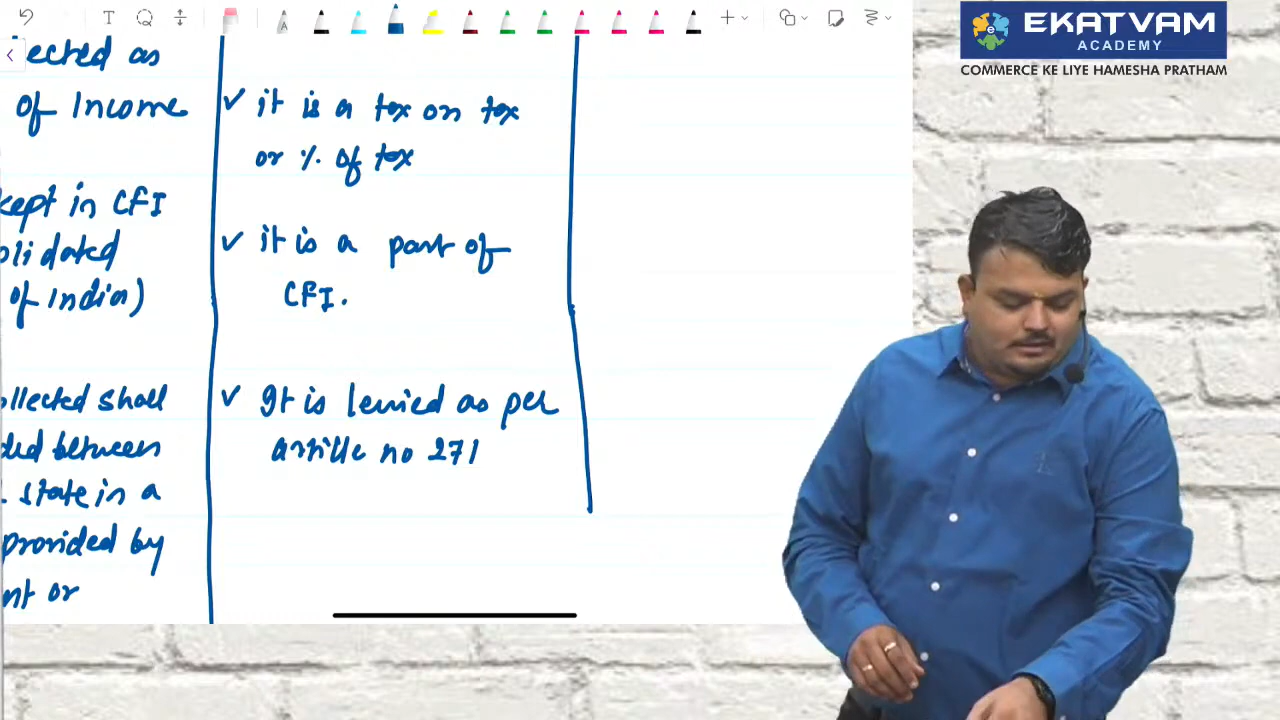 EKATVAM
ACADEMY
COMMERCE KE LIYE HAMESHA PRATHAM
lected as
of Income
kept in CFI
olidated
of India)
ollected shall
ded between
state in a
provided by
nt or
✓ it is a tax on tax
or % of tax
✓ it is a part of
CFI.
✓ It is levied as per
article no 271